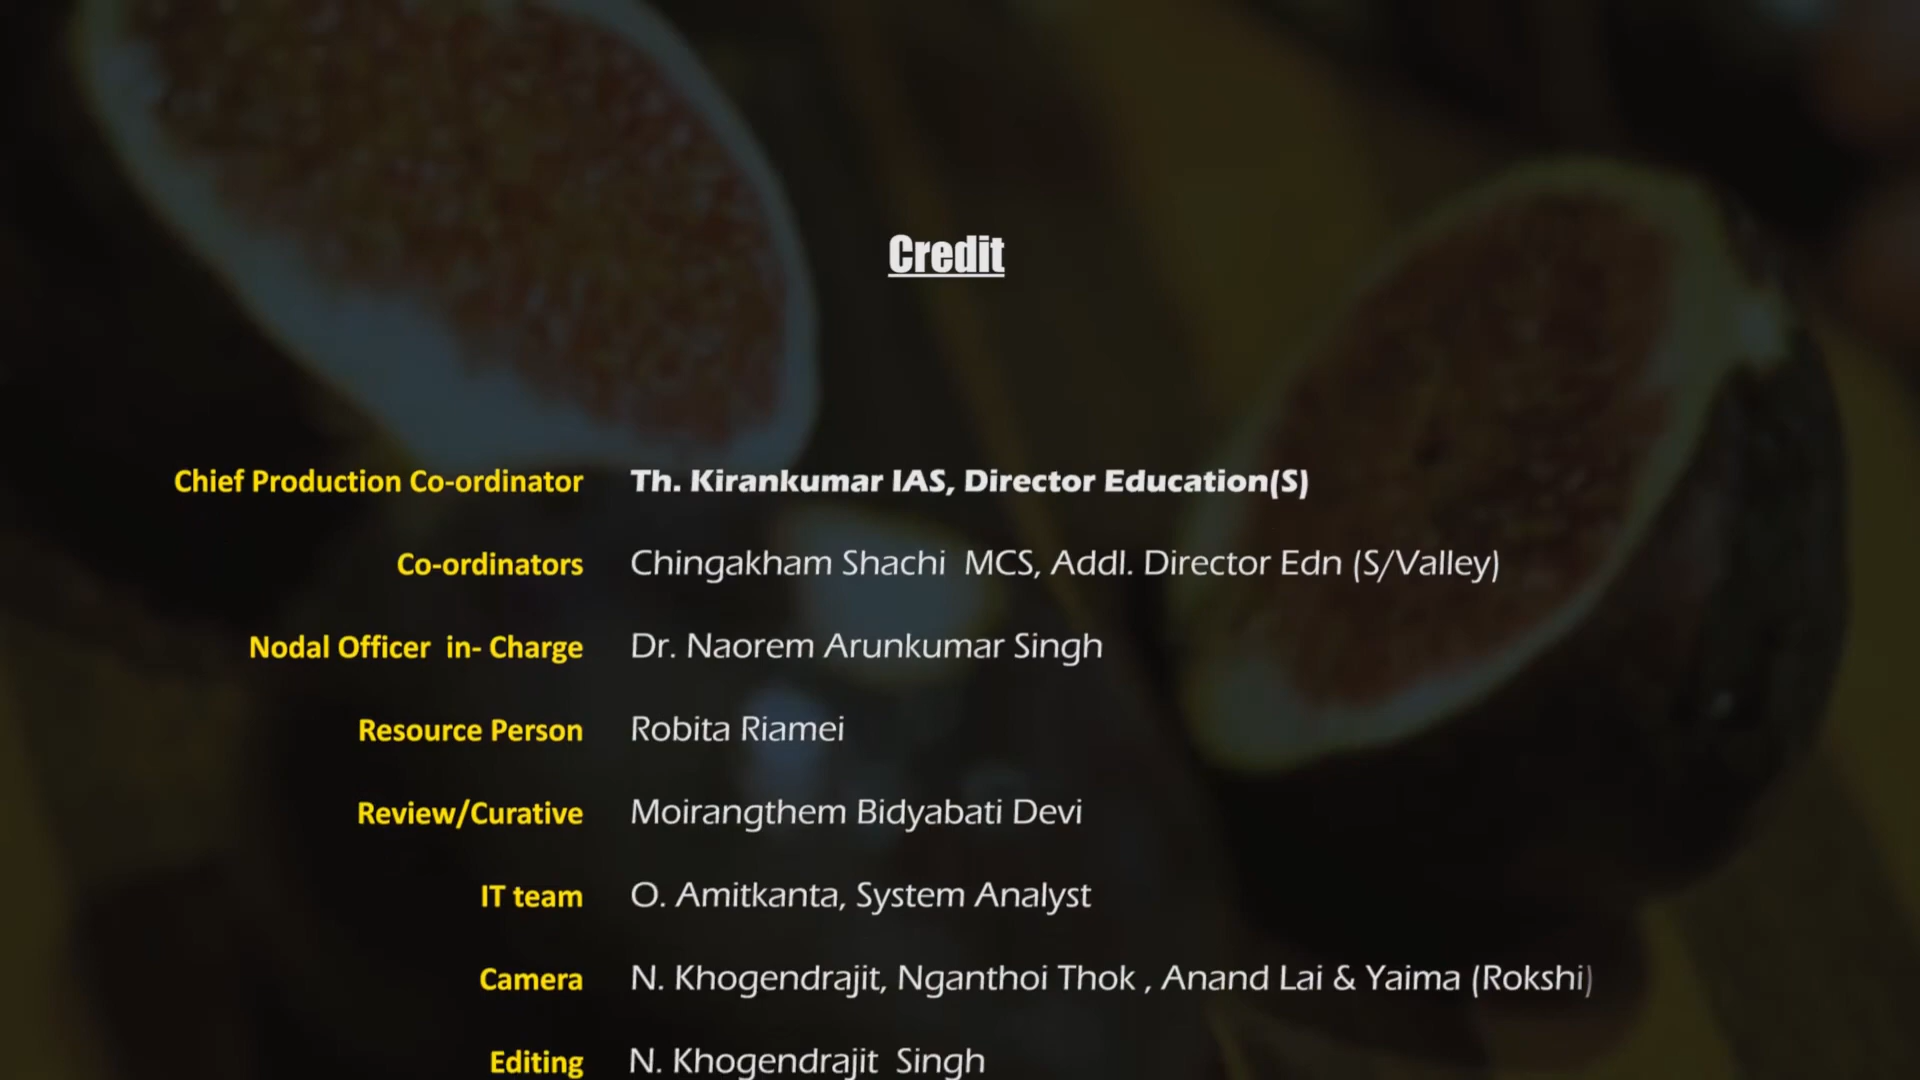 Credit
Chief Production Co-ordinator Th. Kirankumar IAS, Director Education(S)
Co-ordinators Chingakham Shachi MCS, Addl. Director Edn (S/Valley)
Nodal Officer in- Charge Dr. Naorem Arunkumar Singh
Resource Person Robita Riamei
Review/Curative Moirangthem Bidyabati Devi
IT team O. Amitkanta, System Analyst
Camera N. Khogendrajit, Nganthoi Thok , Anand Lai & Yaima (Rokshi)
Editing N. Khogendrajit Singh